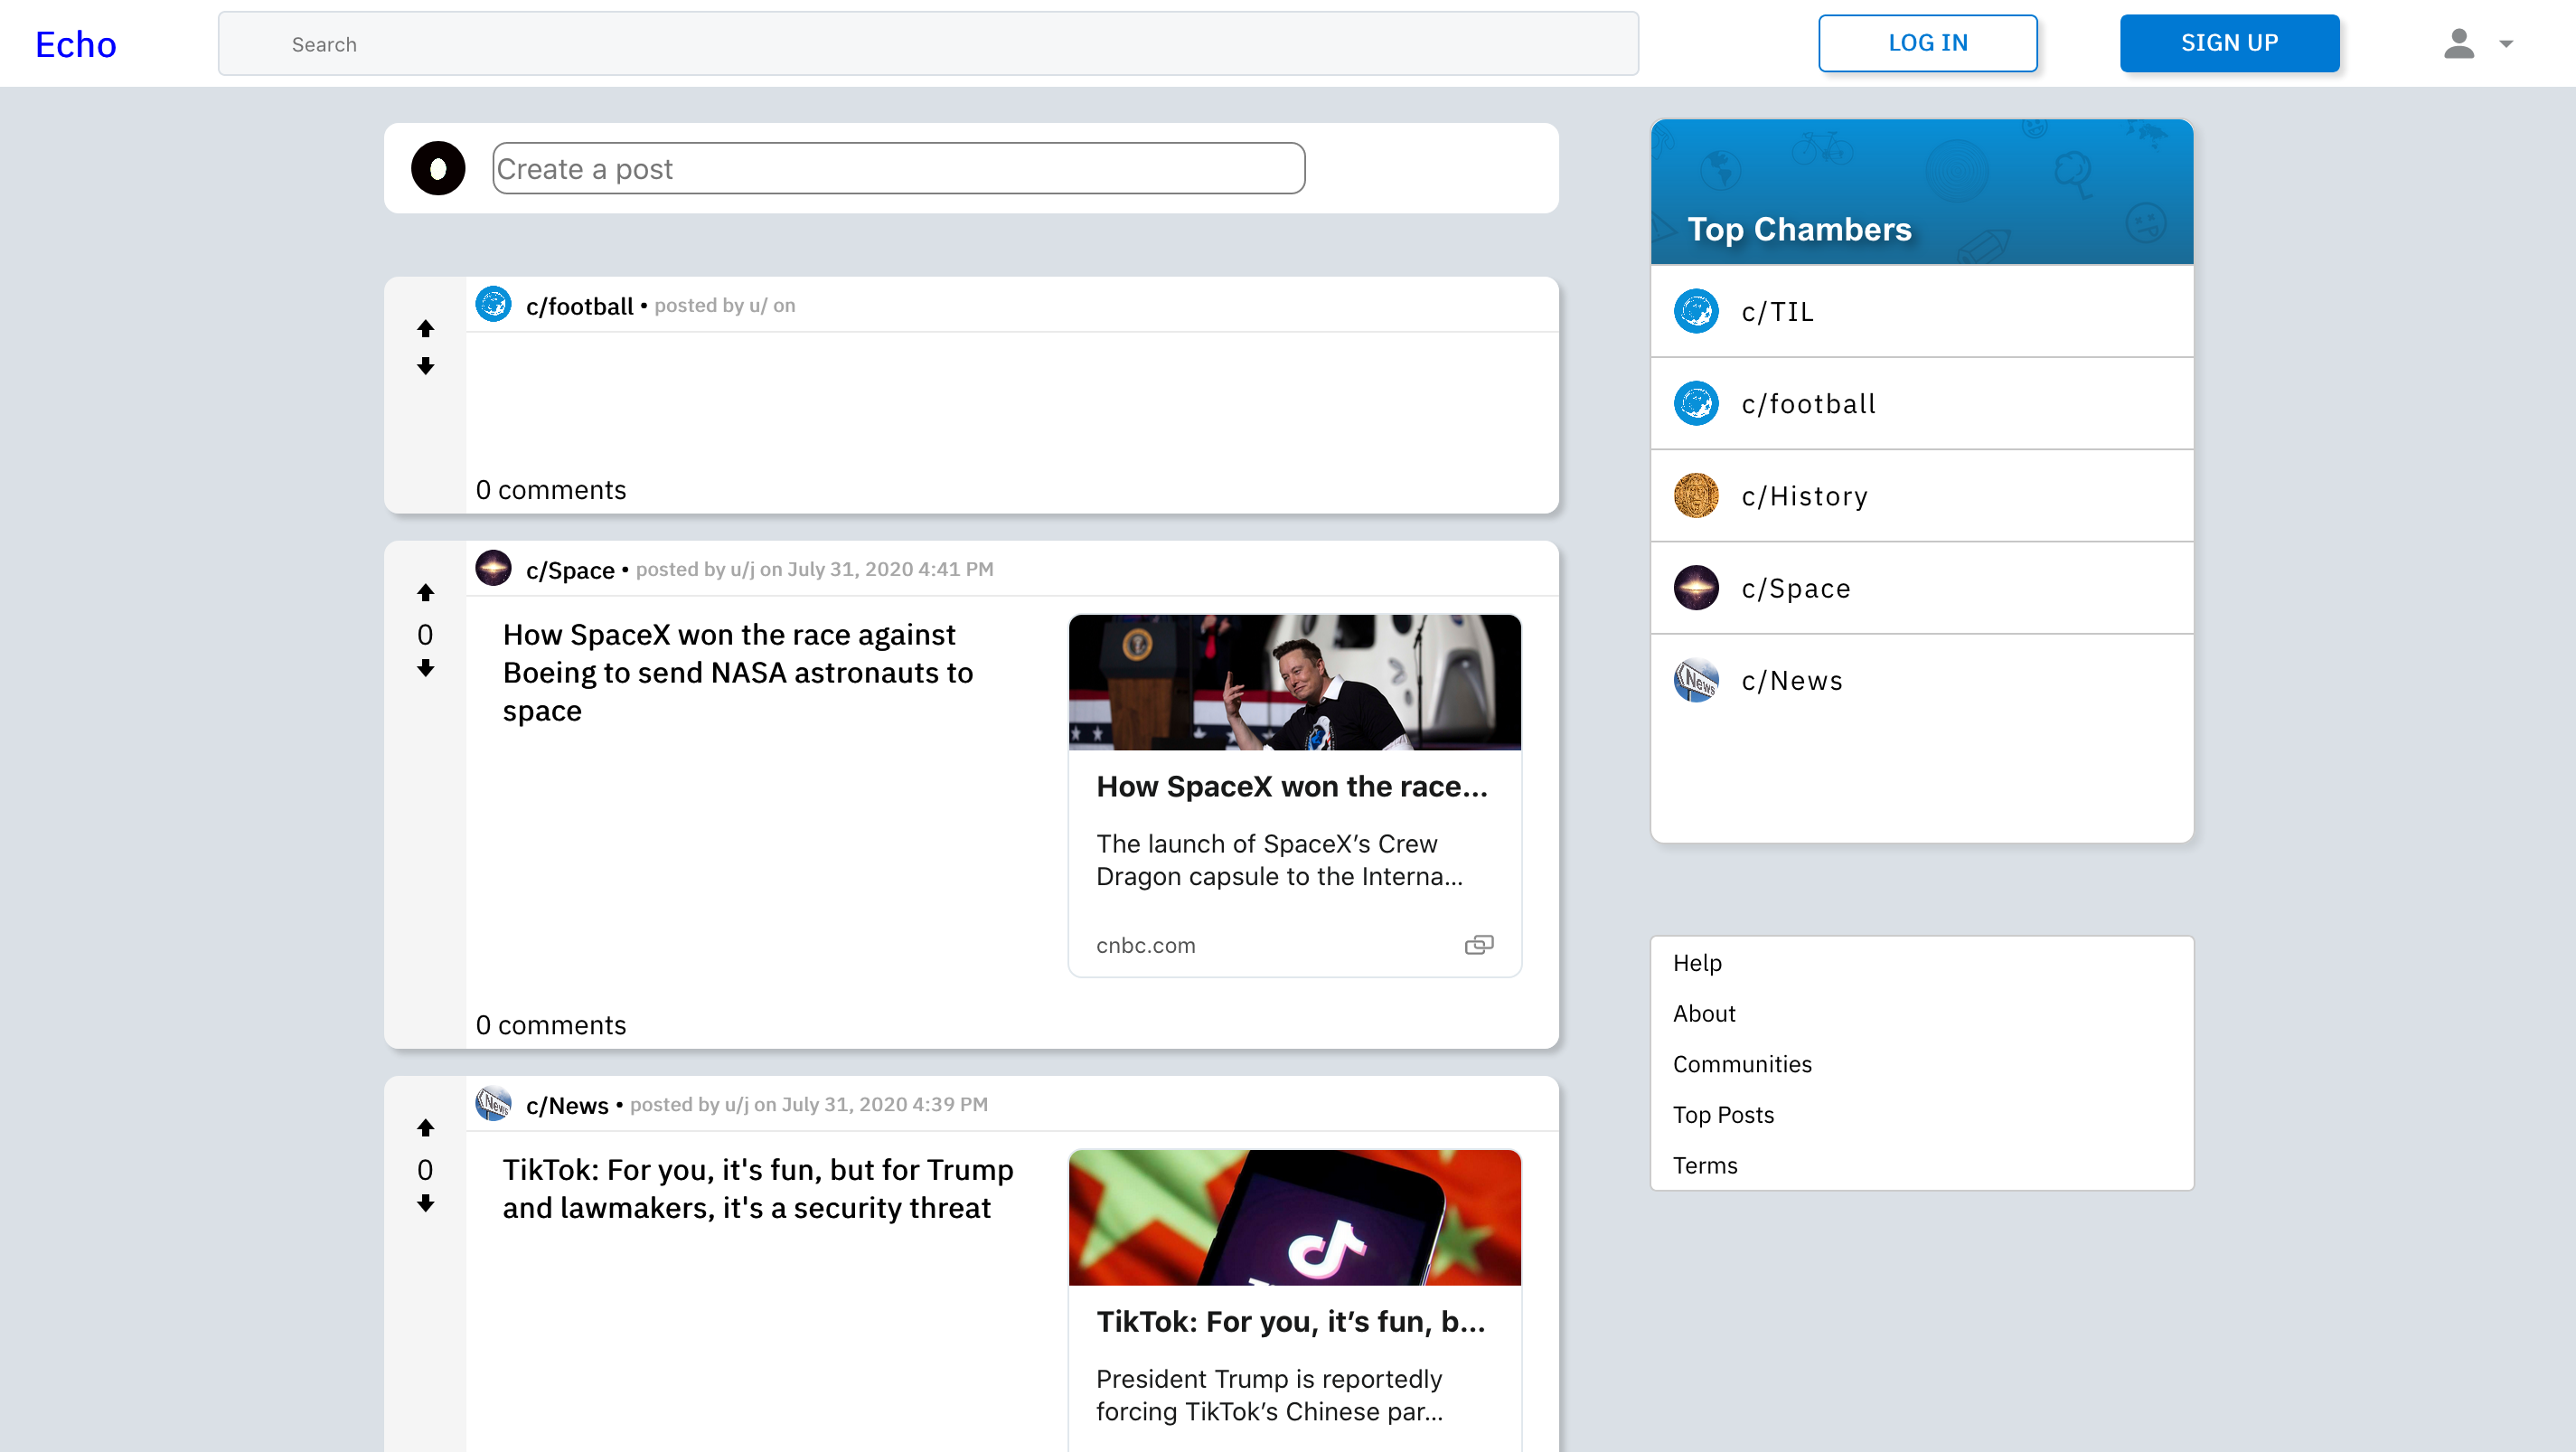 Echo
Search
LOG IN
SIGN UP
Create a post
c/football • posted by u/ on
0 comments
c/Space • posted by u/j on July 31, 2020 4:41 PM
0
How SpaceX won the race against
Boeing to send NASA astronauts to
space
How SpaceX won the race...
The launch of SpaceX’s Crew
Dragon capsule to the Interna...
cnbc.com
0 comments
News
c/News • posted by u/j on July 31, 2020 4:39 PM
0
TikTok: For you, it's fun, but for Trump
and lawmakers, it's a security threat
TikTok: For you, it’s fun, b...
President Trump is reportedly
forcing TikTok’s Chinese par...
Top Chambers
c/TIL
c/football
c/History
c/Space
News
c/News
Help
About
Communities
Top Posts
Terms